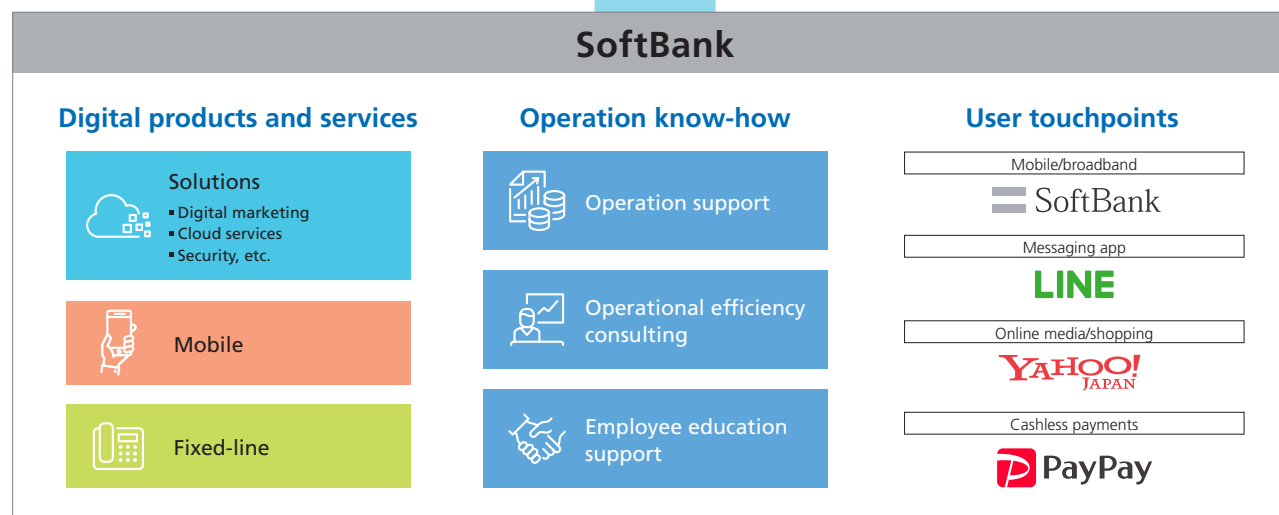 SoftBank
Digital products and services
Solutions
▪Digital marketing
▪Cloud services
▪Security, etc.
Mobile
Fixed-line
Operation know-how
Operation support
Operational efficiency
consulting
Employee education
support
User touchpoints
Mobile/broadband
SoftBank
Messaging app
LINE
Online media/shopping
YAHOO!
JAPAN
Cashless payments
PayPay